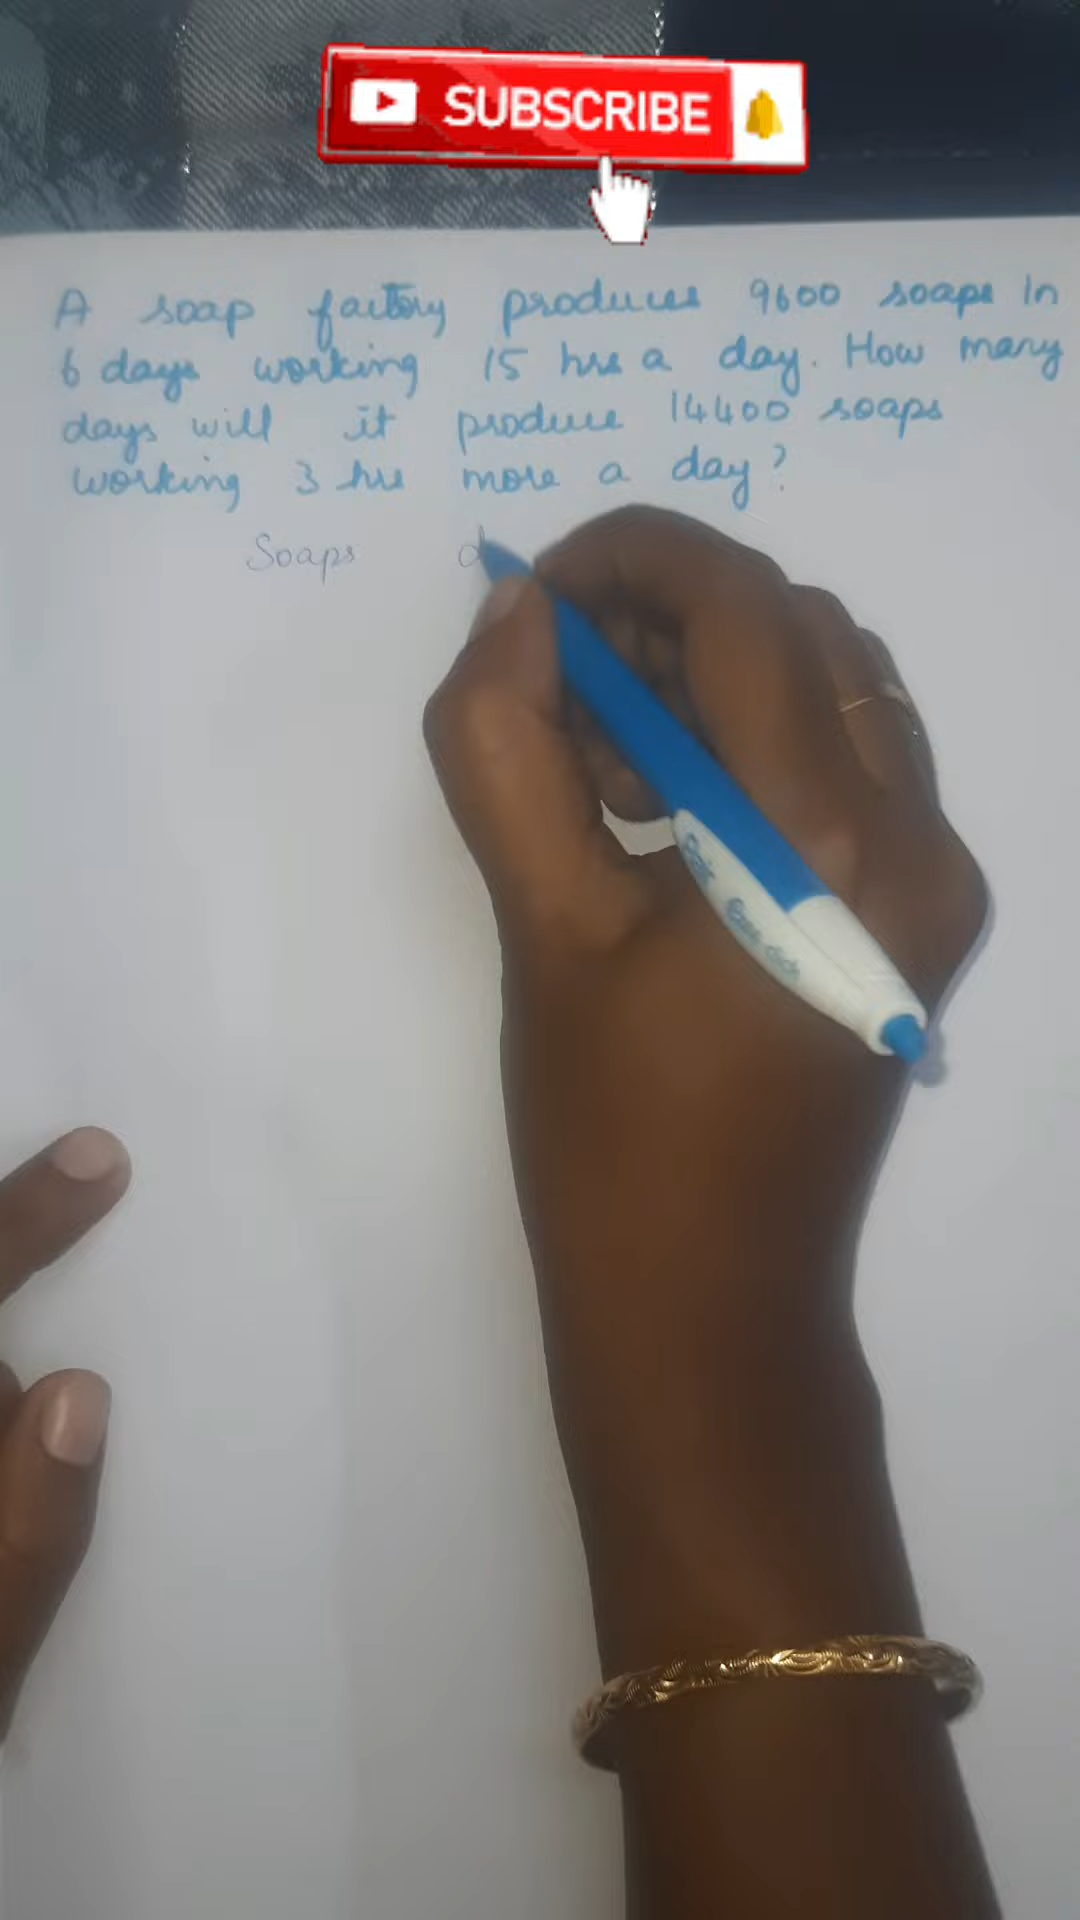 SUBSCRIBE
A soap factory produces 9600 soaps in
6 days working 15 hrs a day. How many
days will it produce 14400 soaps
working 3 hrs more a day?
Soaps d